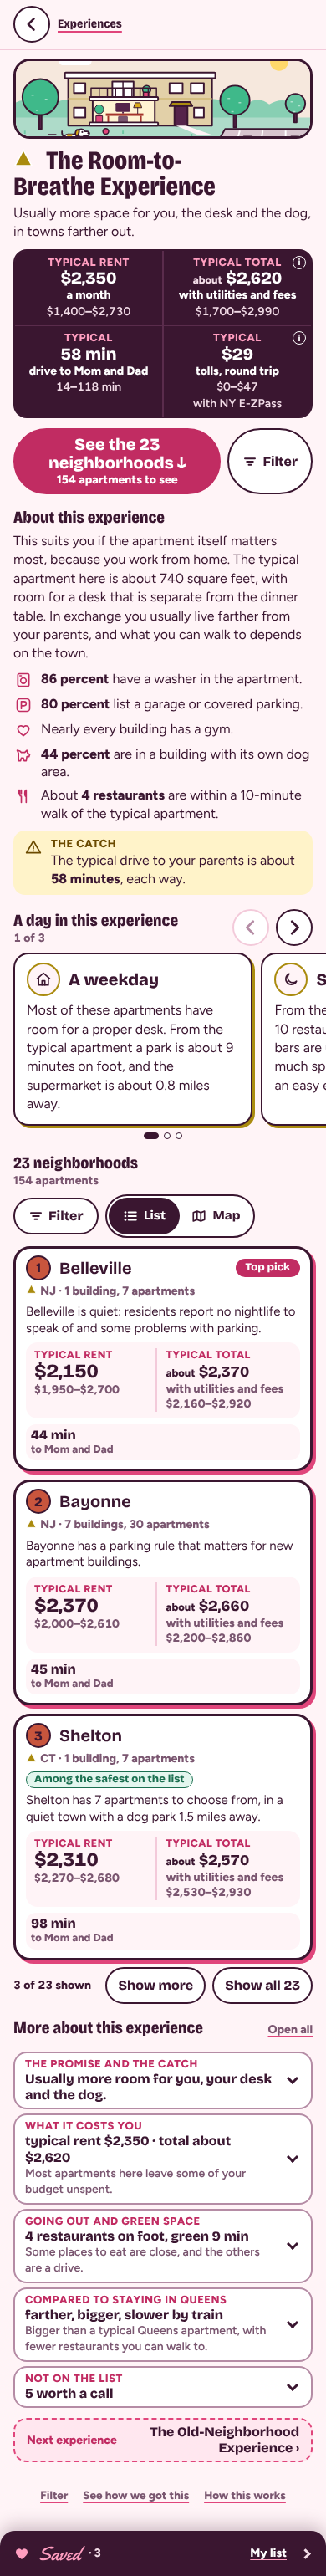 Experiences
The Room-to-
Breathe Experience
Usually more space for you, the desk and the dog,
in towns farther out.
TYPICAL RENT
$2,350
a month
$1,400–$2,730
TYPICAL TOTAL
about $2,620
with utilities and fees
$1,700–$2,990
TYPICAL
58 min
drive to Mom and Dad
14–118 min
TYPICAL
$29
tolls, round trip
$0–$47
with NY E-ZPass
See the 23
neighborhoods ↓
154 apartments to see
Filter
About this experience
This suits you if the apartment itself matters
most, because you work from home. The typical
apartment here is about 740 square feet, with
room for a desk that is separate from the dinner
table. In exchange you usually live farther from
your parents, and what you can walk to depends
on the town.
86 percent have a washer in the apartment.
80 percent list a garage or covered parking.
Nearly every building has a gym.
44 percent are in a building with its own dog
area.
About 4 restaurants are within a 10-minute
walk of the typical apartment.
THE CATCH
The typical drive to your parents is about
58 minutes, each way.
A day in this experience
1 of 3
A weekday
Most of these apartments have
room for a proper desk. From the
typical apartment a park is about 9
minutes on foot, and the
supermarket is about 0.8 miles
away.
S
From the
10 restau
bars are
much sp
an easy e
23 neighborhoods
154 apartments
Filter
List
Map
1 Belleville
Top pick
NJ · 1 building, 7 apartments
Belleville is quiet: residents report no nightlife to
speak of and some problems with parking.
TYPICAL RENT
$2,150
$1,950–$2,700
TYPICAL TOTAL
about $2,370
with utilities and fees
$2,160–$2,920
44 min
to Mom and Dad
2 Bayonne
NJ · 7 buildings, 30 apartments
Bayonne has a parking rule that matters for new
apartment buildings.
TYPICAL RENT
$2,370
$2,000–$2,610
TYPICAL TOTAL
about $2,660
with utilities and fees
$2,200–$2,860
45 min
to Mom and Dad
3 Shelton
CT · 1 building, 7 apartments
Among the safest on the list
Shelton has 7 apartments to choose from, in a
quiet town with a dog park 1.5 miles away.
TYPICAL RENT
$2,310
$2,270–$2,680
TYPICAL TOTAL
about $2,570
with utilities and fees
$2,530–$2,930
98 min
to Mom and Dad
3 of 23 shown
Show more
Show all 23
More about this experience
Open all
THE PROMISE AND THE CATCH
Usually more room for you, your desk
and the dog.
WHAT IT COSTS YOU
typical rent $2,350 · total about
$2,620
Most apartments here leave some of your
budget unspent.
GOING OUT AND GREEN SPACE
4 restaurants on foot, green 9 min
Some places to eat are close, and the others
are a drive.
COMPARED TO STAYING IN QUEENS
farther, bigger, slower by train
Bigger than a typical Queens apartment, with
fewer restaurants you can walk to.
NOT ON THE LIST
5 worth a call
Next experience
The Old-Neighborhood
Experience ›
Filter
See how we got this
How this works
Saved · 3
My list